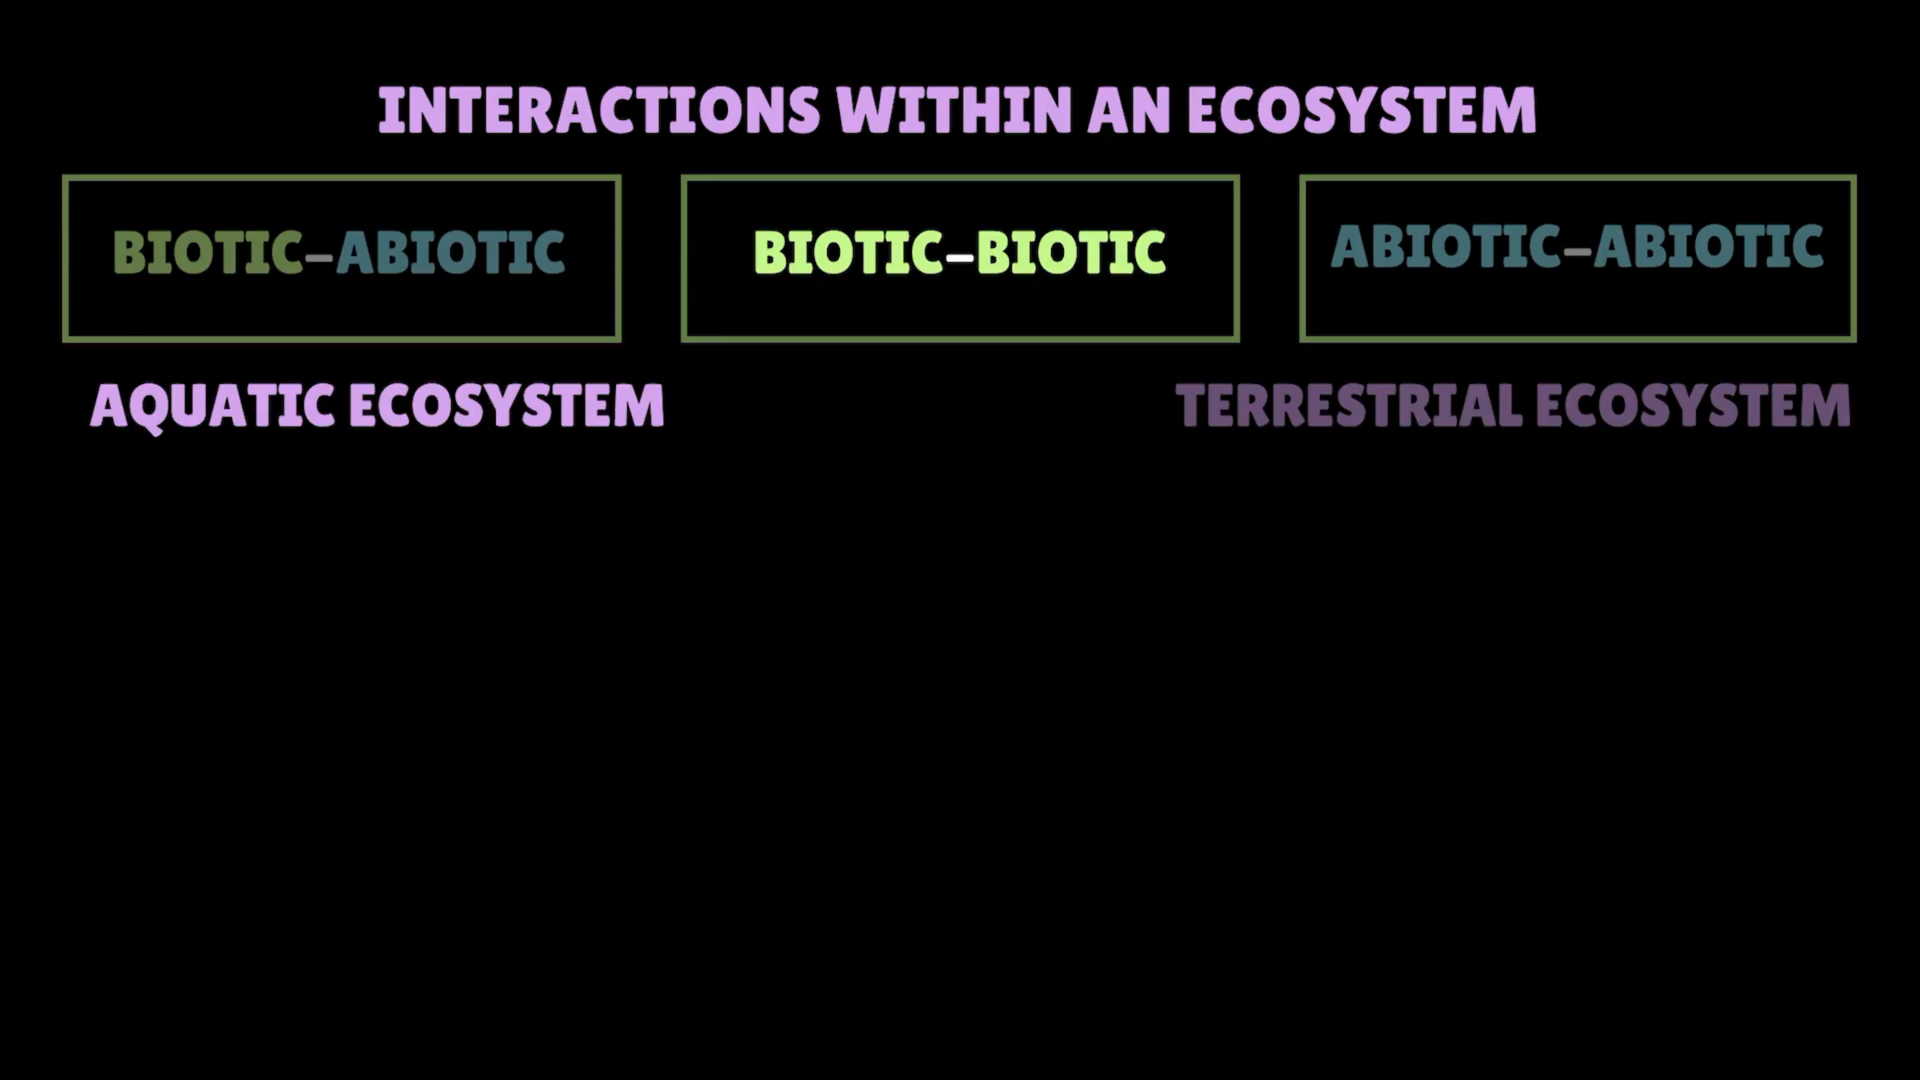 INTERACTIONS WITHIN AN ECOSYSTEM
BIOTIC–ABIOTIC
BIOTIC–BIOTIC
ABIOTIC–ABIOTIC
AQUATIC ECOSYSTEM
TERRESTRIAL ECOSYSTEM